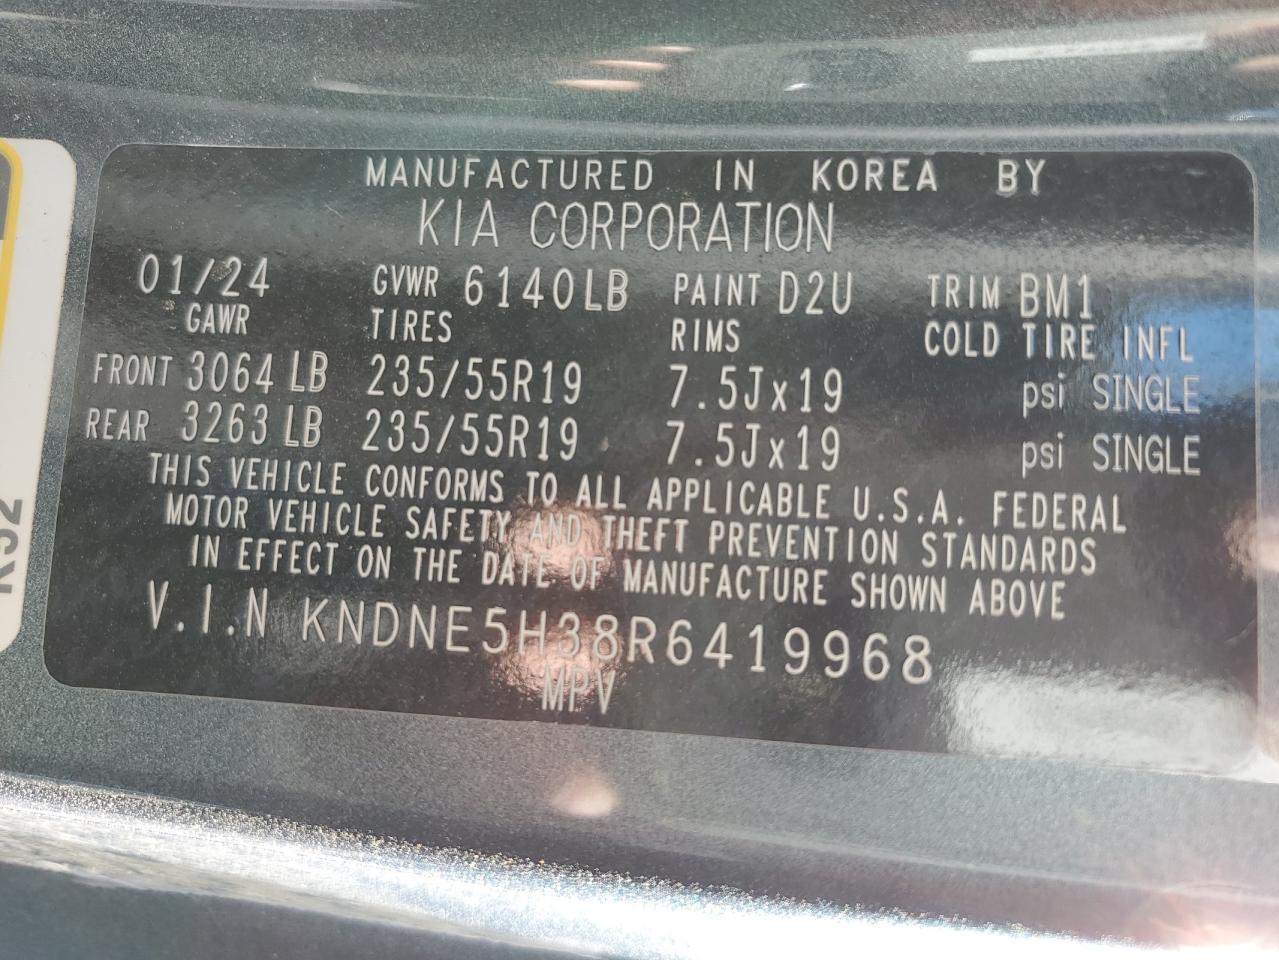 MANUFACTURED IN KOREA BY
KIA CORPORATION
01/24 GVWR 6140LB PAINT D2U TRIM BM1
GAWR TIRES RIMS COLD TIRE INFL
FRONT 3064 LB 235/55R19 7.5Jx19 psi SINGLE
REAR 3263 LB 235/55R19 7.5Jx19 psi SINGLE
THIS VEHICLE CONFORMS TO ALL APPLICABLE U.S.A. FEDERAL
MOTOR VEHICLE SAFETY AND THEFT PREVENTION STANDARDS
IN EFFECT ON THE DATE OF MANUFACTURE SHOWN ABOVE
V.I.N KNDNE5H38R6419968
MPV